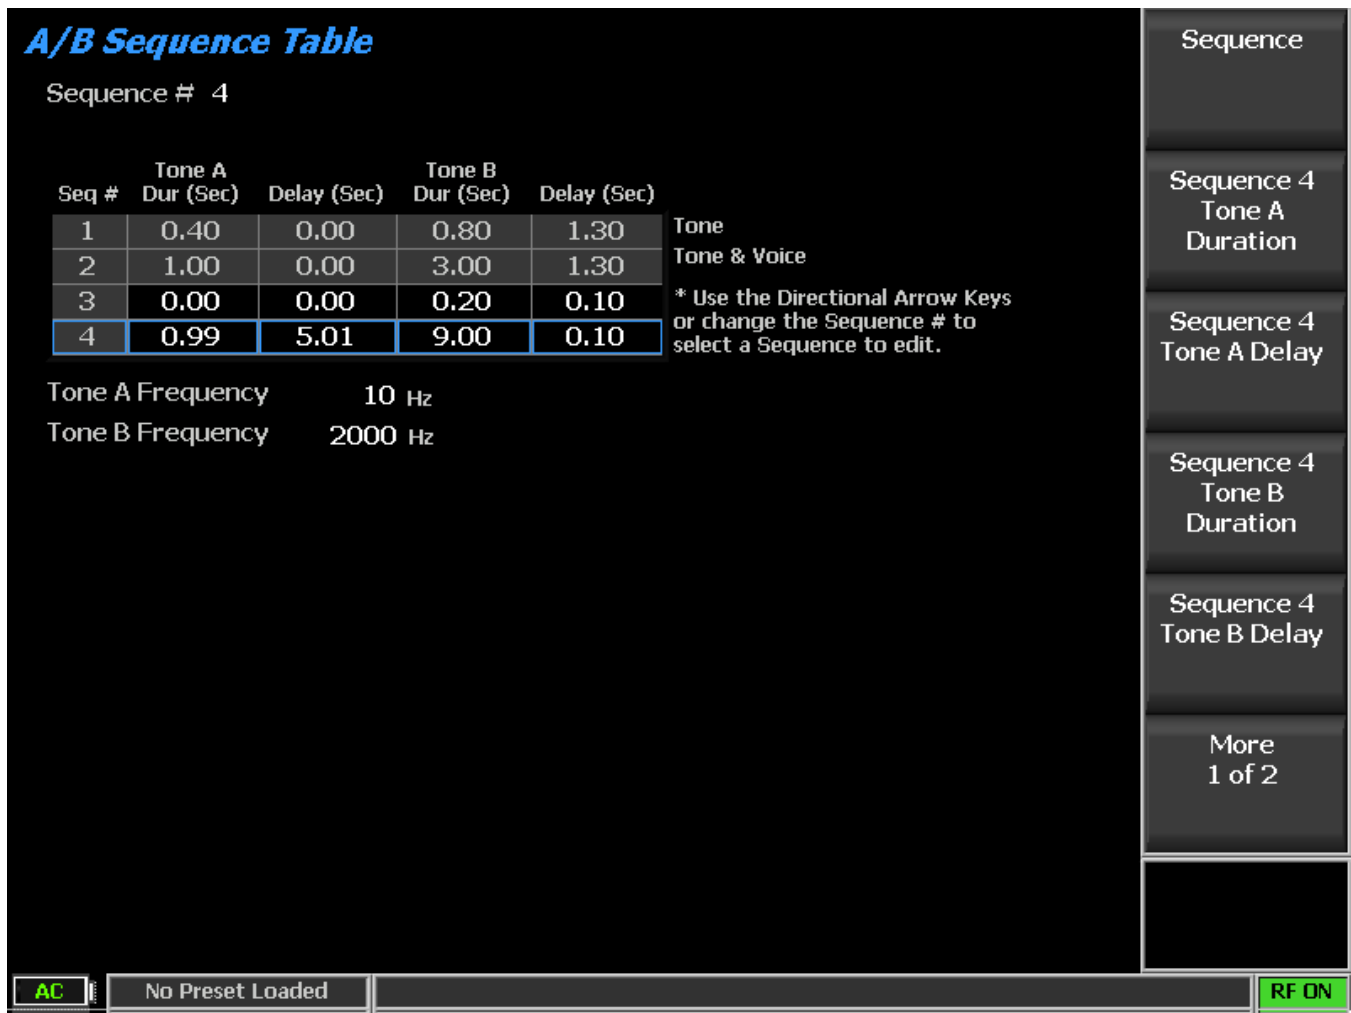 A/B Sequence Table
Sequence # 4
Tone A Tone B
Seq # Dur (Sec) Delay (Sec) Dur (Sec) Delay (Sec)
1 0.40 0.00 0.80 1.30 Tone
2 1.00 0.00 3.00 1.30 Tone & Voice
3 0.00 0.00 0.20 0.10
4 0.99 5.01 9.00 0.10
* Use the Directional Arrow Keys
or change the Sequence # to
select a Sequence to edit.
Tone A Frequency 10 Hz
Tone B Frequency 2000 Hz
Sequence
Sequence 4
Tone A
Duration
Sequence 4
Tone A Delay
Sequence 4
Tone B
Duration
Sequence 4
Tone B Delay
More
1 of 2
AC No Preset Loaded RF ON